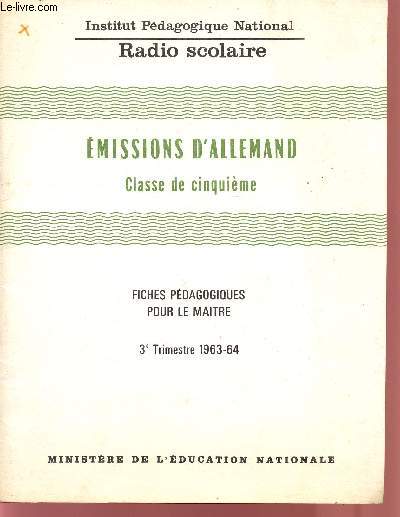 le-livre.com
Institut Pédagogique National
Radio scolaire
ÉMISSIONS D'ALLEMAND
Classe de cinquième
FICHES PÉDAGOGIQUES
POUR LE MAITRE
3e Trimestre 1963-64
MINISTÈRE DE L'ÉDUCATION NATIONALE